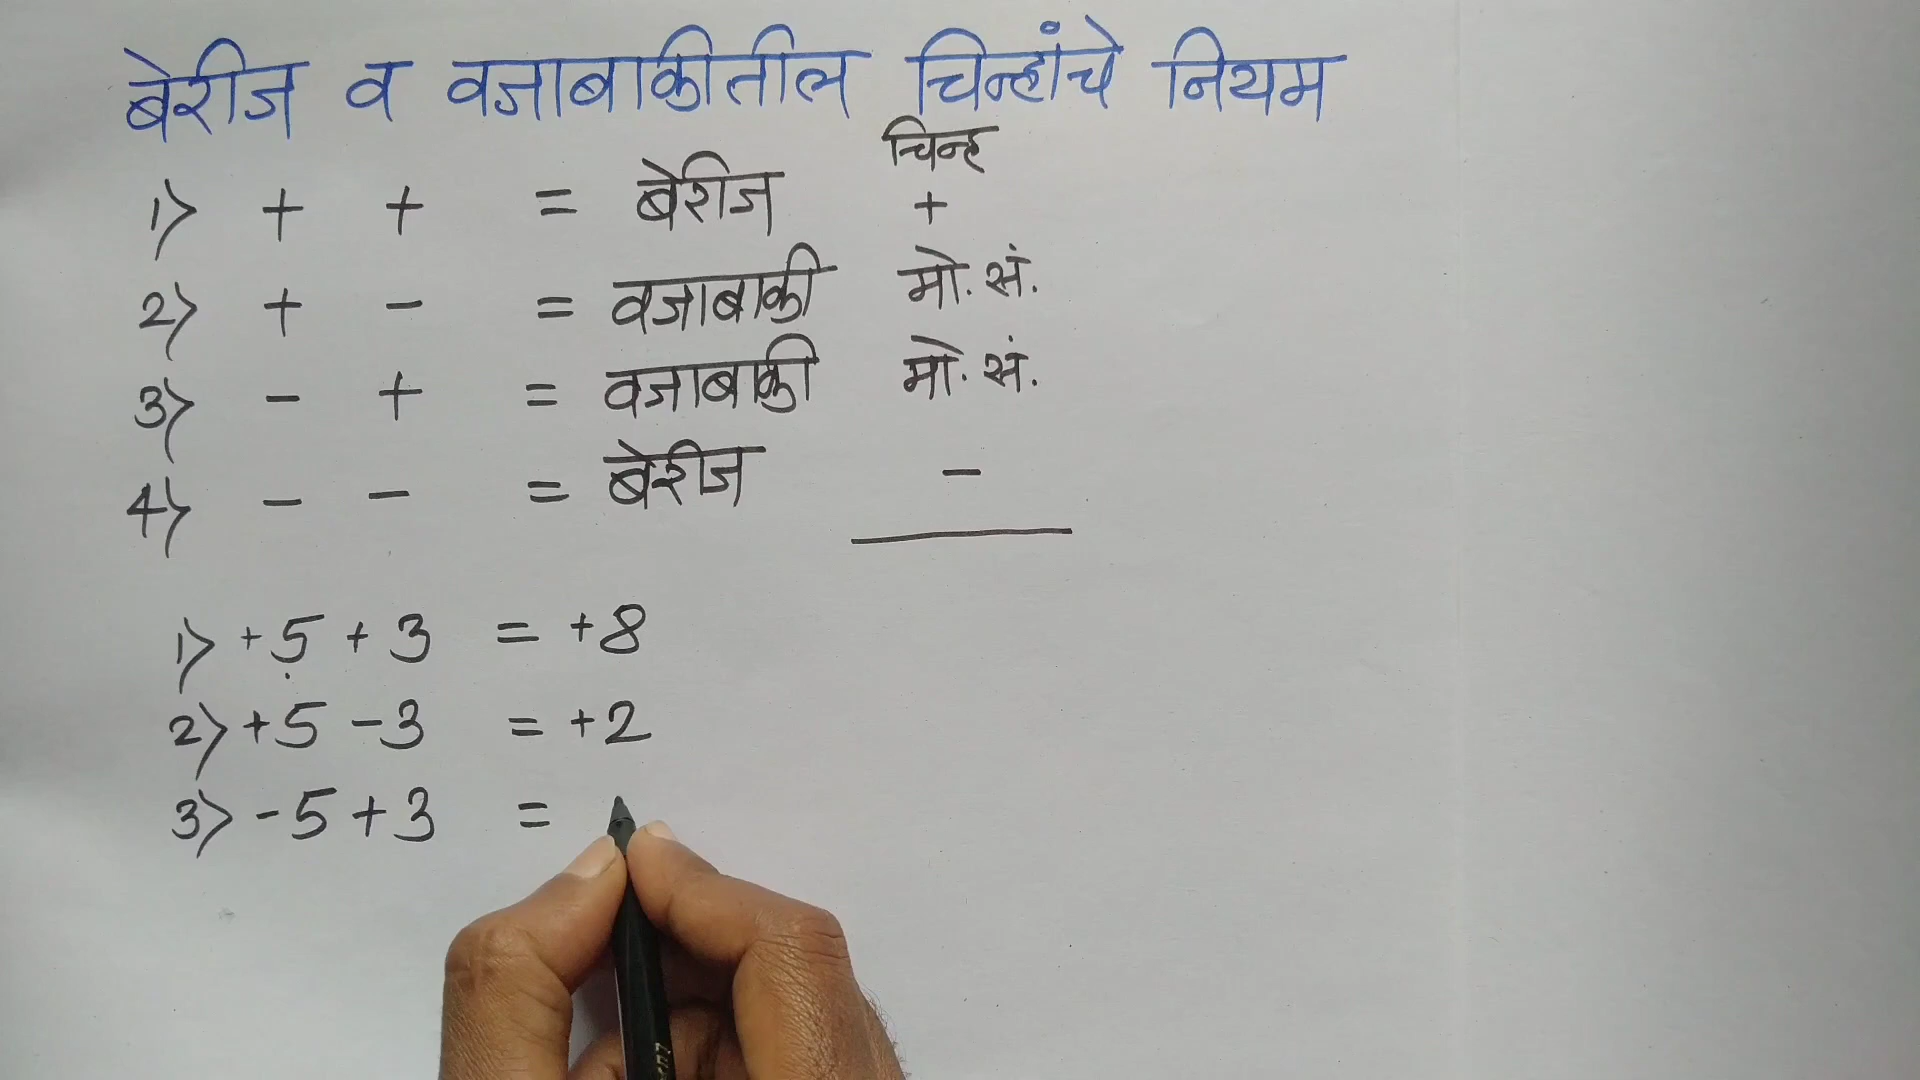 बेरीज व वजाबाकीतील चिन्हांचे नियम
चिन्ह
1) + + = बेरीज +
2) + - = वजाबाकी मो. सं.
3) - + = वजाबाकी मो. सं.
4) - - = बेरीज -
1) +5 + 3 = +8
2) +5 - 3 = +2
3) -5 + 3 =